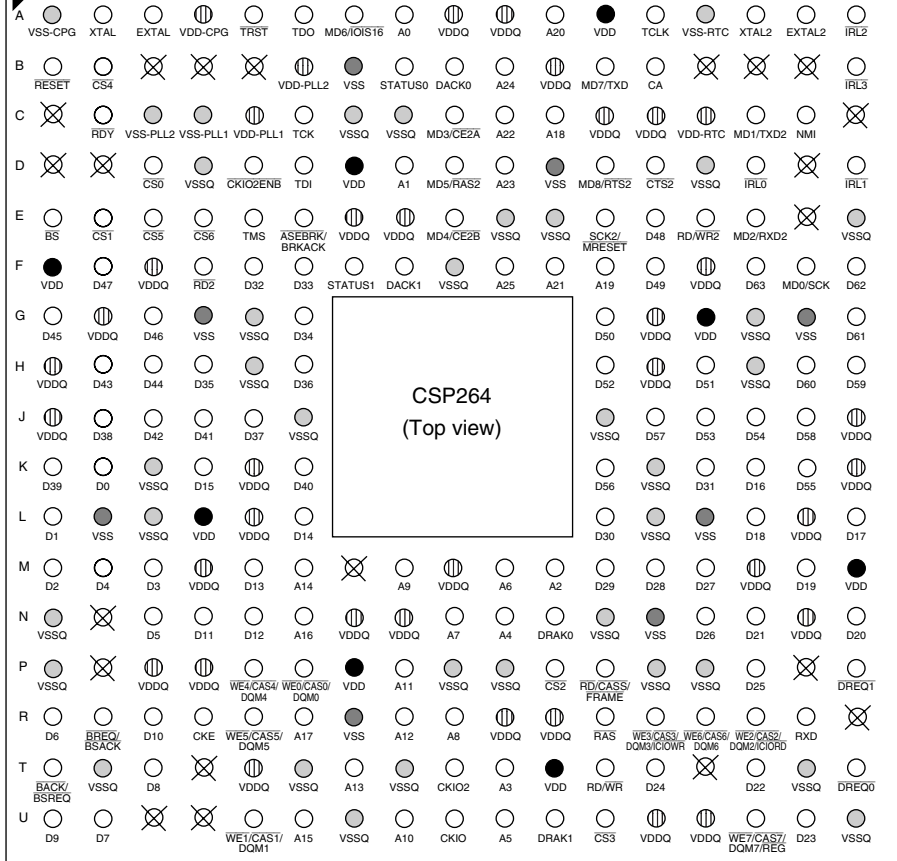 A
VSS-CPG XTAL EXTAL VDD-CPG TRST TDO MD6/IOIS16 A0 VDDQ VDDQ A20 VDD TCLK VSS-RTC XTAL2 EXTAL2 IRL2
B
RESET CS4 VDD-PLL2 VSS STATUS0 DACK0 A24 VDDQ MD7/TXD CA IRL3
C
RDY VSS-PLL2 VSS-PLL1 VDD-PLL1 TCK VSSQ VSSQ MD3/CE2A A22 A18 VDDQ VDDQ VDD-RTC MD1/TXD2 NMI
D
CS0 VSSQ CKIO2ENB TDI VDD A1 MD5/RAS2 A23 VSS MD8/RTS2 CTS2 VSSQ IRL0 IRL1
E
BS CS1 CS5 CS6 TMS ASEBRK/ VDDQ VDDQ MD4/CE2B VSSQ VSSQ SCK2/ D48 RD/WR2 MD2/RXD2 VSSQ
BRKACK MRESET
F
VDD D47 VDDQ RD2 D32 D33 STATUS1 DACK1 VSSQ A25 A21 A19 D49 VDDQ D63 MD0/SCK D62
G
D45 VDDQ D46 VSS VSSQ D34 D50 VDDQ VDD VSSQ VSS D61
H
VDDQ D43 D44 D35 VSSQ D36 D52 VDDQ D51 VSSQ D60 D59
CSP264
(Top view)
J
VDDQ D38 D42 D41 D37 VSSQ VSSQ D57 D53 D54 D58 VDDQ
K
D39 D0 VSSQ D15 VDDQ D40 D56 VSSQ D31 D16 D55 VDDQ
L
D1 VSS VSSQ VDD VDDQ D14 D30 VSSQ VSS D18 VDDQ D17
M
D2 D4 D3 VDDQ D13 A14 A9 VDDQ A6 A2 D29 D28 D27 VDDQ D19 VDD
N
VSSQ D5 D11 D12 A16 VDDQ VDDQ A7 A4 DRAK0 VSSQ VSS D26 D21 VDDQ D20
P
VSSQ VDDQ VDDQ WE4/CAS4/ WE0/CAS0/ VDD A11 VSSQ VSSQ CS2 RD/CASS/ VSSQ VSSQ D25 DREQ1
DQM4 DQM0 FRAME
R
D6 BREQ/ D10 CKE WE5/CAS5/ A17 VSS A12 A8 VDDQ VDDQ RAS WE3/CAS3/ WE6/CAS6/ WE2/CAS2/ RXD
BSACK DQM5 DQM3/ICIOWR DQM6 DQM2/ICIORD
T
BACK/ VSSQ D8 VDDQ VSSQ A13 VSSQ CKIO2 A3 VDD RD/WR D24 D22 VSSQ DREQ0
BSREQ
U
D9 D7 WE1/CAS1/ A15 VSSQ A10 CKIO A5 DRAK1 CS3 VDDQ VDDQ WE7/CAS7/ D23 VSSQ
DQM1 DQM7/REG